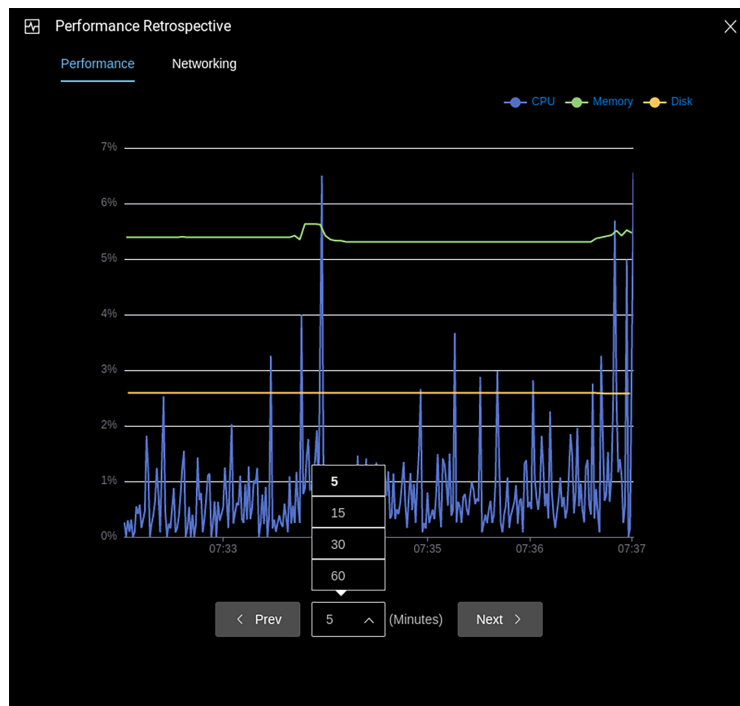 Performance Retrospective
Performance Networking
CPU Memory Disk
7%
6%
5%
4%
3%
2%
1%
0%
07:33 07:35 07:36 07:37
5
15
30
60
Prev 5 (Minutes) Next